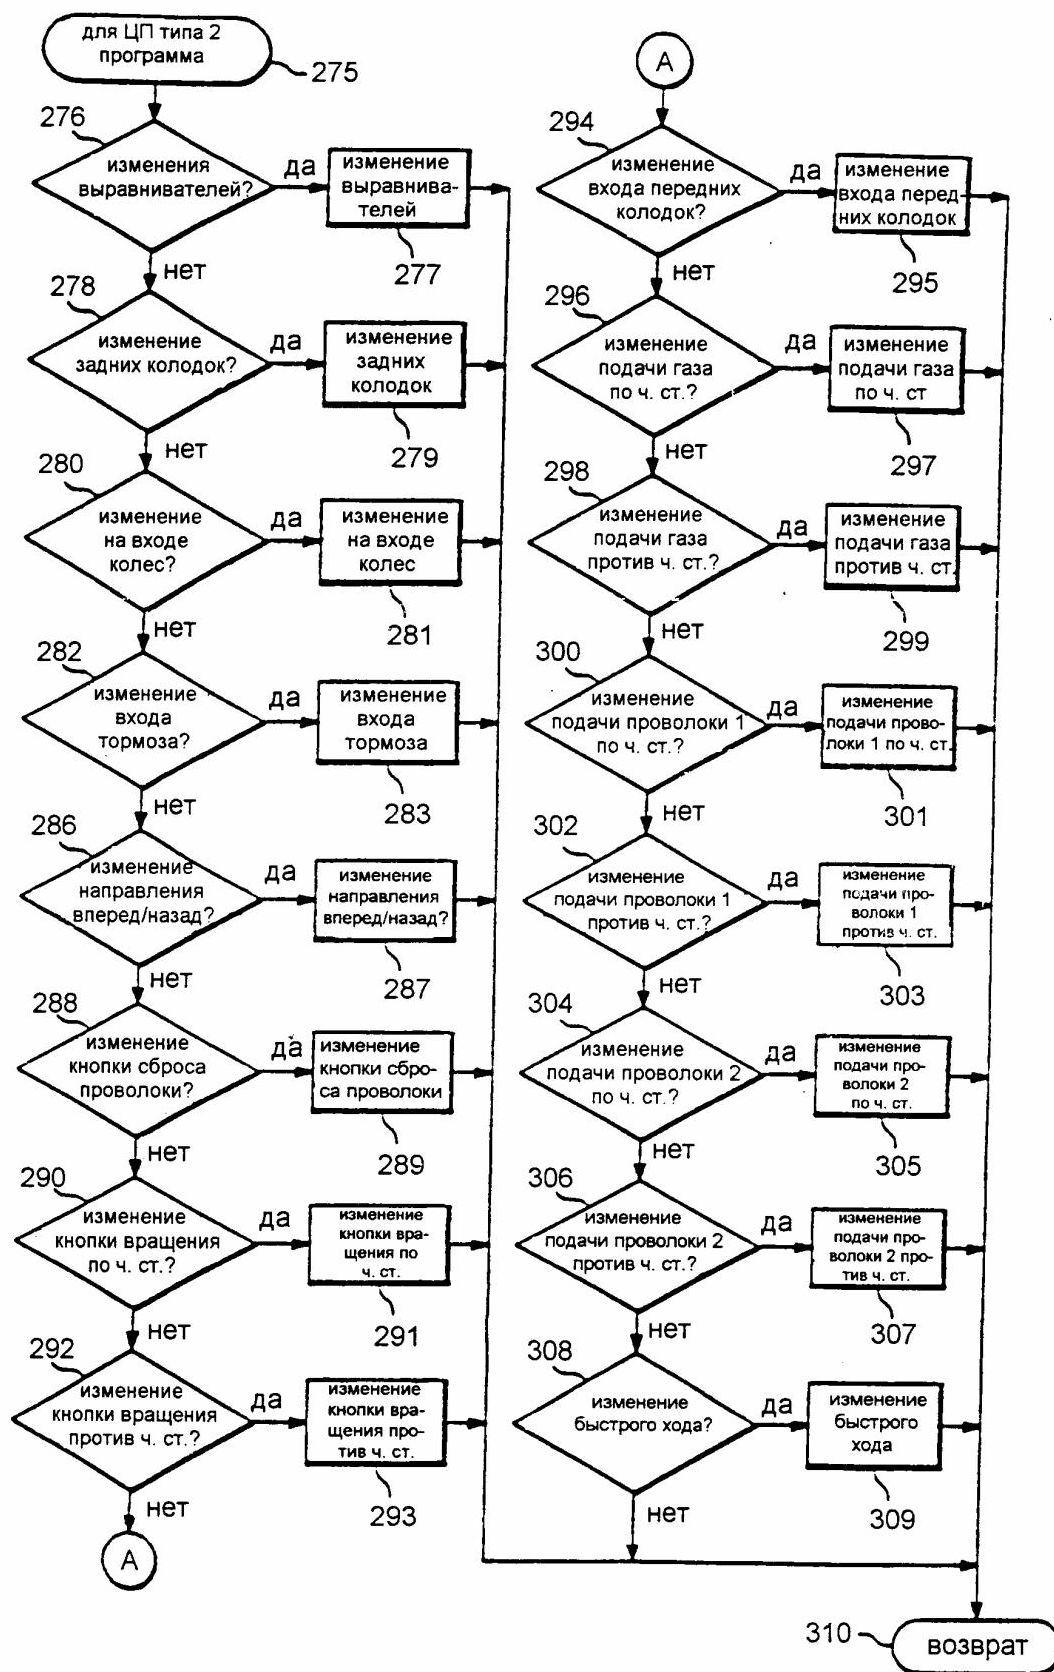 для ЦП типа 2
программа
275
276
изменения
выравнивателей?
да
изменение
выравнива-
телей
277
нет
278
изменение
задних колодок?
да
изменение
задних
колодок
279
нет
280
изменение
на входе
колес?
да
изменение
на входе
колес
281
нет
282
изменение
входа
тормоза?
да
изменение
входа
тормоза
283
нет
286
изменение
направления
вперед/назад?
да
изменение
направления
вперед/назад?
287
нет
288
изменение
кнопки сброса
проволоки?
да
изменение
кнопки сбро-
са проволоки
289
нет
290
изменение
кнопки вращения
по ч. ст.?
да
изменение
кнопки вра-
щения по
ч. ст.
291
нет
292
изменение
кнопки вращения
против ч. ст.?
да
изменение
кнопки вра-
щения про-
тив ч. ст.
293
нет
А
А
294
изменение
входа передних
колодок?
да
изменение
входа перед-
них колодок
295
нет
296
изменение
подачи газа
по ч. ст.?
да
изменение
подачи газа
по ч. ст
297
нет
298
изменение
подачи газа
против ч. ст.?
да
изменение
подачи газа
против ч. ст.
299
нет
300
изменение
подачи проволоки 1
по ч. ст.?
да
изменение
подачи прово-
локи 1 по ч. ст.
301
нет
302
изменение
подачи проволоки 1
против ч. ст.?
да
изменение
подачи про-
волоки 1
против ч. ст.
303
нет
304
изменение
подачи проволоки 2
по ч. ст.?
да
изменение
подачи про-
волоки 2
по ч. ст.
305
нет
306
изменение
подачи проволоки 2
против ч. ст.?
да
изменение
подачи про-
волоки 2 про-
тив ч. ст.
307
нет
308
изменение
быстрого хода?
да
изменение
быстрого
хода
309
нет
310
возврат